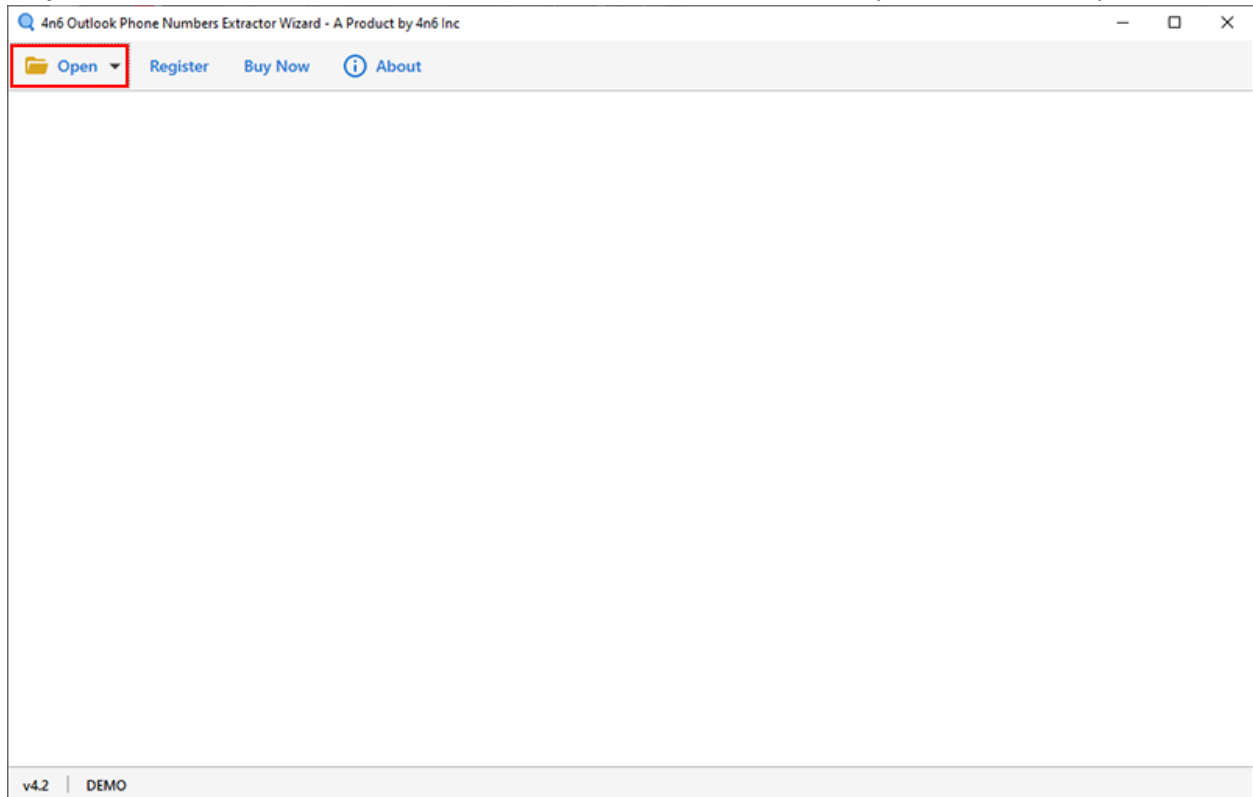 4n6 Outlook Phone Numbers Extractor Wizard - A Product by 4n6 Inc
Open Register Buy Now About
v4.2 DEMO